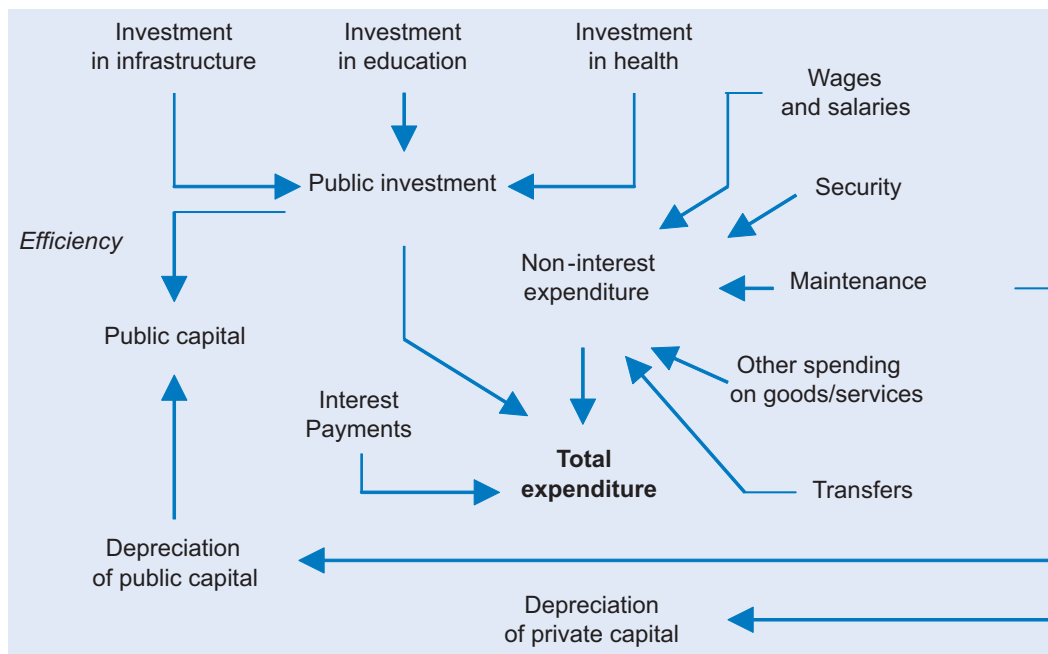 Investment
in infrastructure
Investment
in education
Investment
in health
Wages
and salaries
Public investment
Security
Efficiency
Non-interest
expenditure
Maintenance
Public capital
Other spending
on goods/services
Interest
Payments
Total
expenditure
Transfers
Depreciation
of public capital
Depreciation
of private capital